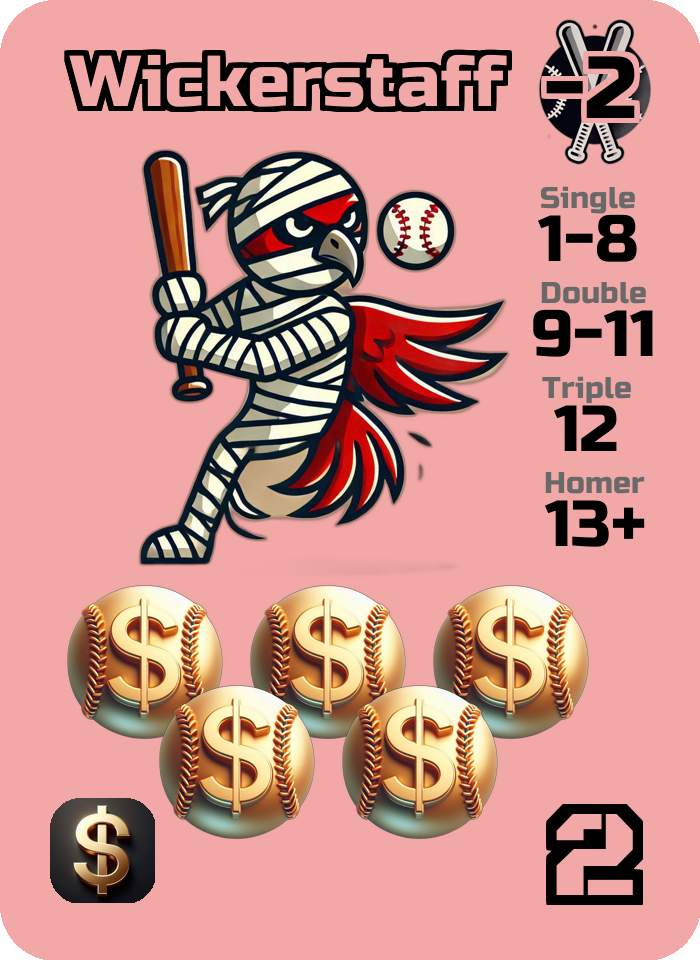 Wickerstaff
-2
Single
1-8
Double
9-11
Triple
12
Homer
13+
$ $ $
$ $
$
2